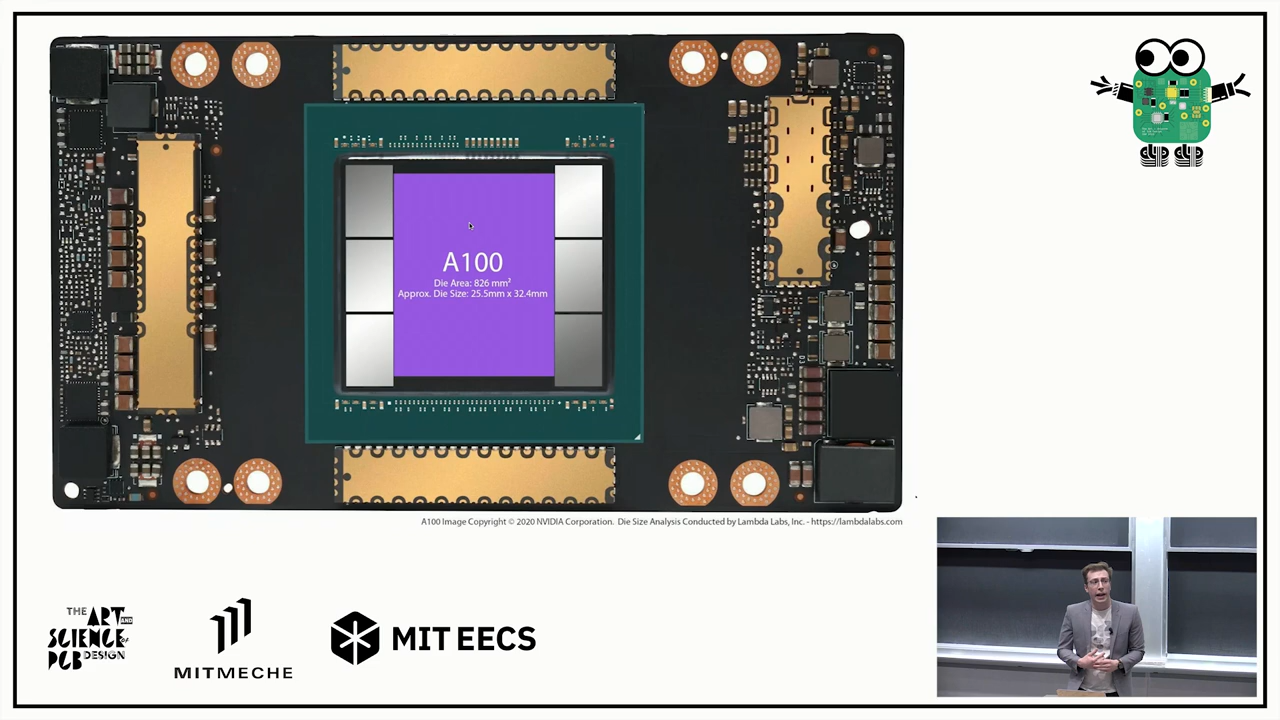 A100
Die Area: 826 mm²
Approx. Die Size: 25.5mm x 32.4mm
A100 Image Copyright © 2020 NVIDIA Corporation. Die Size Analysis Conducted by Lambda Labs, Inc. - https://lambdalabs.com
THE ART AND
SCIENCE OF
PCB DESIGN
MITMECHE
MIT EECS